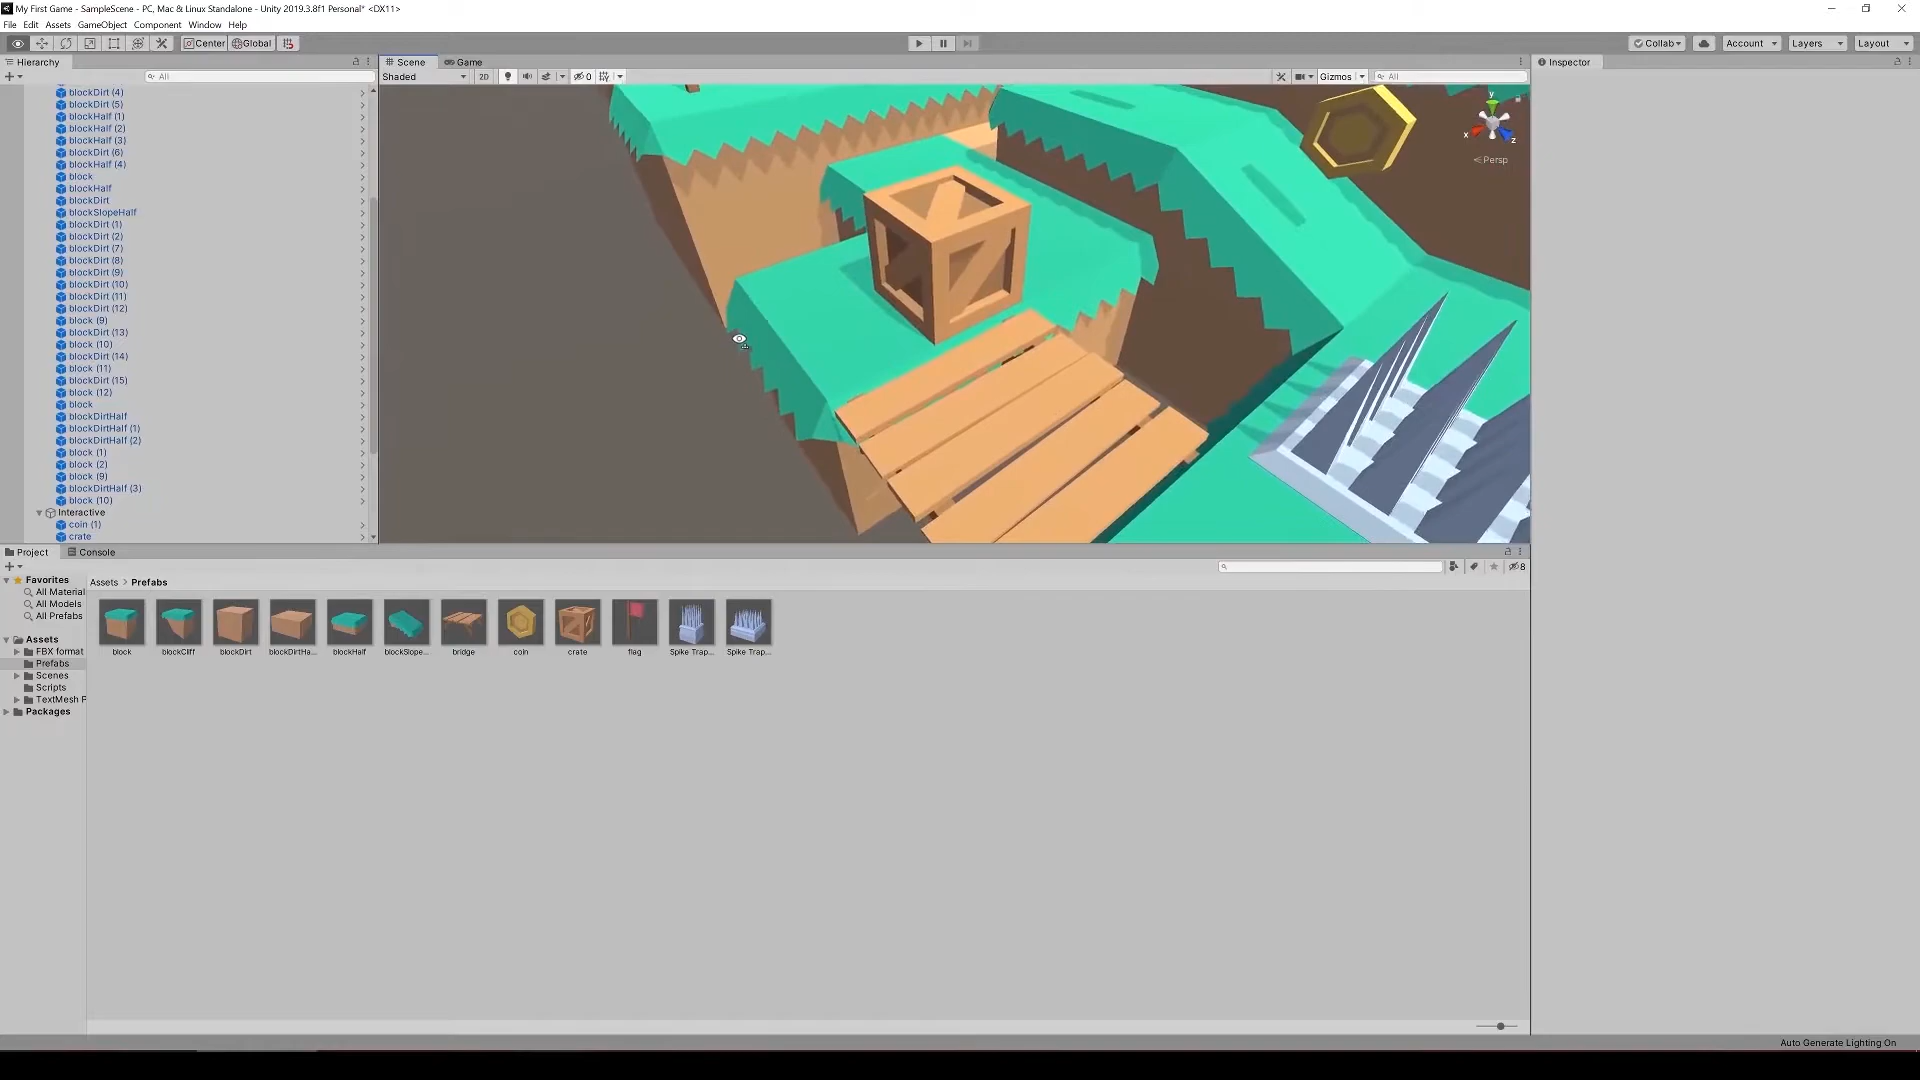 My First Game - SampleScene - PC, Mac & Linux Standalone - Unity 2019.3.8f1 Personal* <DX11>
File Edit Assets GameObject Component Window Help
Center Global Collab Account Layers Layout
Hierarchy Scene Game Inspector
All Shaded 2D 0 Gizmos All
blockDirt (4)
blockDirt (5)
blockHalf (1)
blockHalf (2)
blockHalf (3)
blockDirt (6)
blockHalf (4)
block
blockHalf
blockDirt
blockSlopeHalf
blockDirt (1)
blockDirt (2)
blockDirt (7)
blockDirt (8)
blockDirt (9)
blockDirt (10)
blockDirt (11)
blockDirt (12)
block (9)
blockDirt (13)
block (10)
blockDirt (14)
block (11)
blockDirt (15)
block (12)
block
blockDirtHalf
blockDirtHalf (1)
blockDirtHalf (2)
block (1)
block (2)
block (9)
blockDirtHalf (3)
block (10)
Interactive
coin (1)
crate
y
x z
Persp
Project Console
8
Favorites
All Material
All Models
All Prefabs
Assets
FBX format
Prefabs
Scenes
Scripts
TextMesh P
Packages
Assets > Prefabs
block blockCliff blockDirt blockDirtHa... blockHalf blockSlope... bridge coin crate flag Spike Trap... Spike Trap...
Auto Generate Lighting On